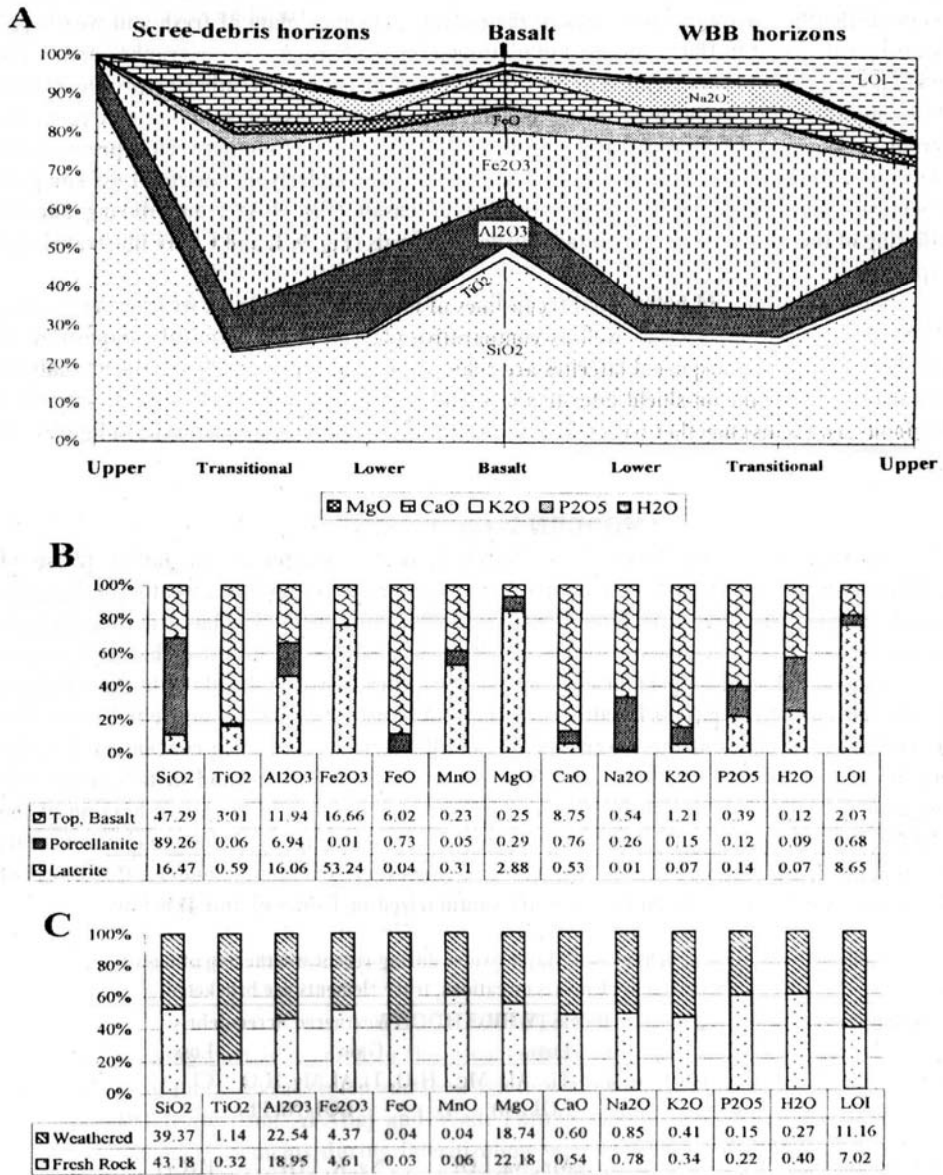 A
Scree-debris horizons Basalt WBB horizons
100%
90%
80%
70%
60%
50%
40%
30%
20%
10%
0%
LOI
Na2O
FeO
Fe2O3
Al2O3
TiO2
SiO2
Upper Transitional Lower Basalt Lower Transitional Upper
MgO CaO K2O P2O5 H2O
B
100%
80%
60%
40%
20%
0%
SiO2 TiO2 Al2O3 Fe2O3 FeO MnO MgO CaO Na2O K2O P2O5 H2O LOI
Top, Basalt 47.29 3.01 11.94 16.66 6.02 0.23 0.25 8.75 0.54 1.21 0.39 0.12 2.03
Porcellanite 89.26 0.06 6.94 0.01 0.73 0.05 0.29 0.76 0.26 0.15 0.12 0.09 0.68
Laterite 16.47 0.59 16.06 53.24 0.04 0.31 2.88 0.53 0.01 0.07 0.14 0.07 8.65
C
100%
80%
60%
40%
20%
0%
SiO2 TiO2 Al2O3 Fe2O3 FeO MnO MgO CaO Na2O K2O P2O5 H2O LOI
Weathered 39.37 1.14 22.54 4.37 0.04 0.04 18.74 0.60 0.85 0.41 0.15 0.27 11.16
Fresh Rock 43.18 0.32 18.95 4.61 0.03 0.06 22.18 0.54 0.78 0.34 0.22 0.40 7.02